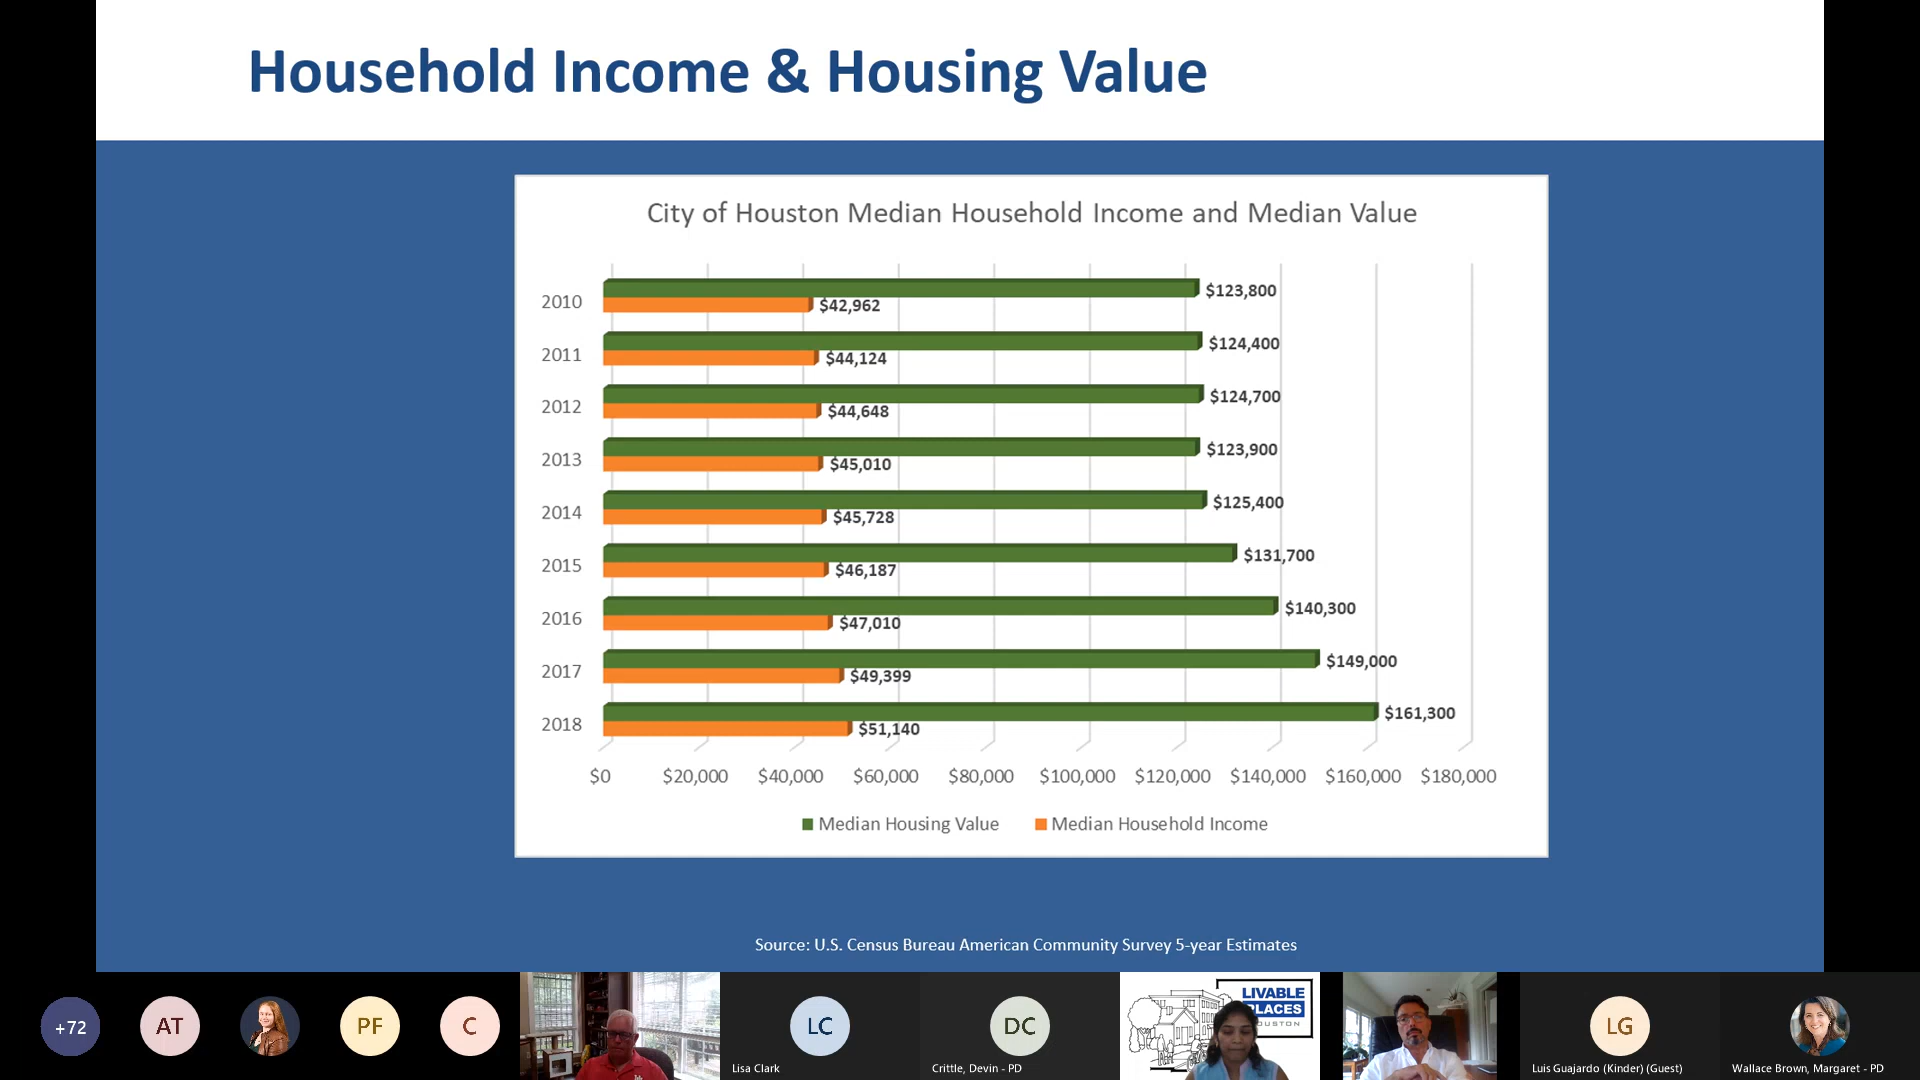 Household Income & Housing Value
City of Houston Median Household Income and Median Value
2010
$123,800
$42,962
2011
$124,400
$44,124
2012
$124,700
$44,648
2013
$123,900
$45,010
2014
$125,400
$45,728
2015
$131,700
$46,187
2016
$140,300
$47,010
2017
$149,000
$49,399
2018
$161,300
$51,140
$0 $20,000 $40,000 $60,000 $80,000 $100,000 $120,000 $140,000 $160,000 $180,000
Median Housing Value Median Household Income
Source: U.S. Census Bureau American Community Survey 5-year Estimates
+72
AT
PF
C
LC
Lisa Clark
DC
Crittle, Devin - PD
LIVABLE
PLACES
LG
Luis Guajardo (Kinder) (Guest)
Wallace Brown, Margaret - PD